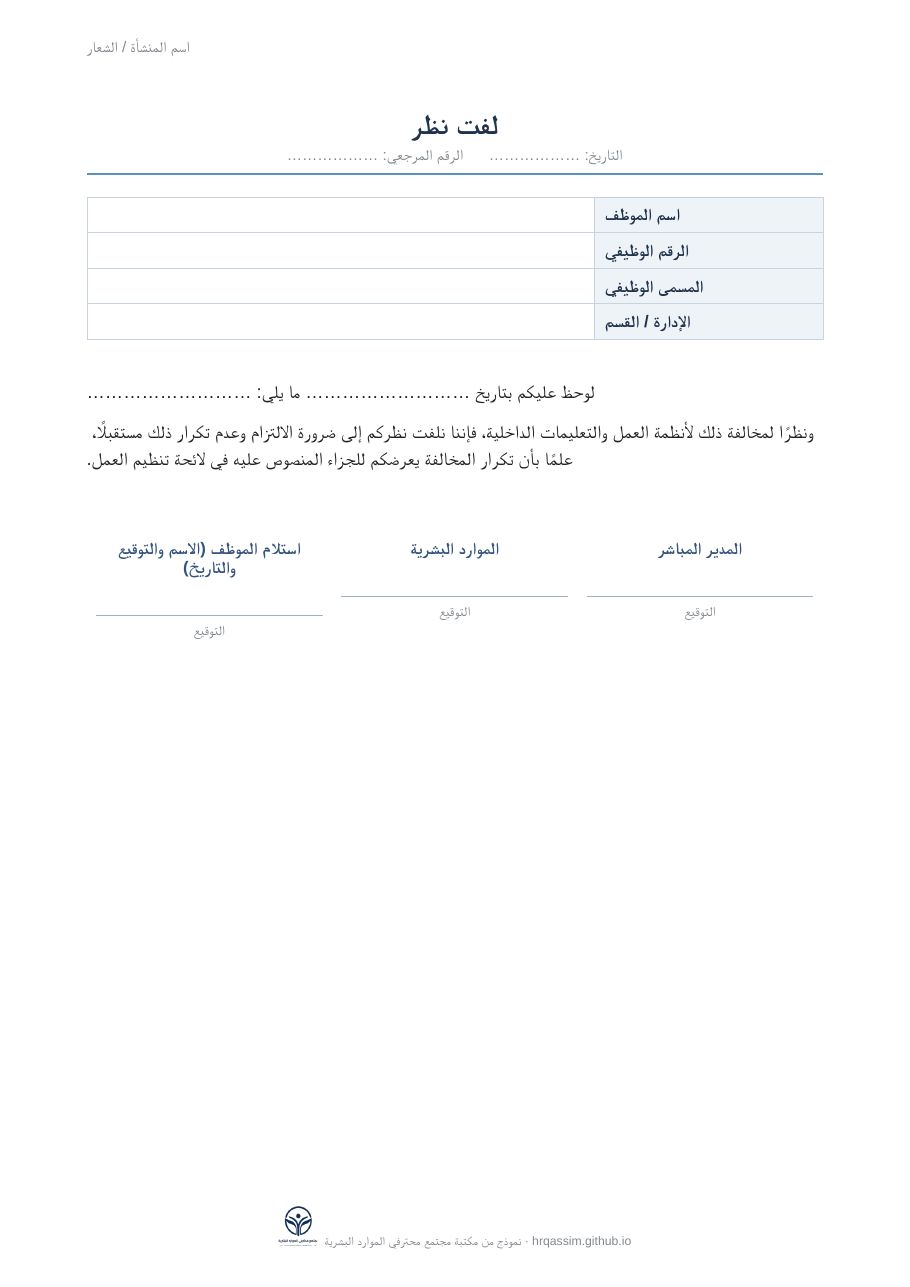 اسم المنشأة / الشعار
لفت نظر
التاريخ: ……………… الرقم المرجعي: ………………
اسم الموظف
الرقم الوظيفي
المسمى الوظيفي
الإدارة / القسم
لوحظ عليكم بتاريخ ……………………… ما يلي: ………………………
ونظرًا لمخالفة ذلك لأنظمة العمل والتعليمات الداخلية، فإننا نلفت نظركم إلى ضرورة الالتزام وعدم تكرار ذلك مستقبلًا،
علمًا بأن تكرار المخالفة يعرضكم للجزاء المنصوص عليه في لائحة تنظيم العمل.
المدير المباشر
التوقيع
الموارد البشرية
التوقيع
استلام الموظف (الاسم والتوقيع
والتاريخ)
التوقيع
نموذج من مكتبة مجتمع محترفي الموارد البشرية · hrqassim.github.io